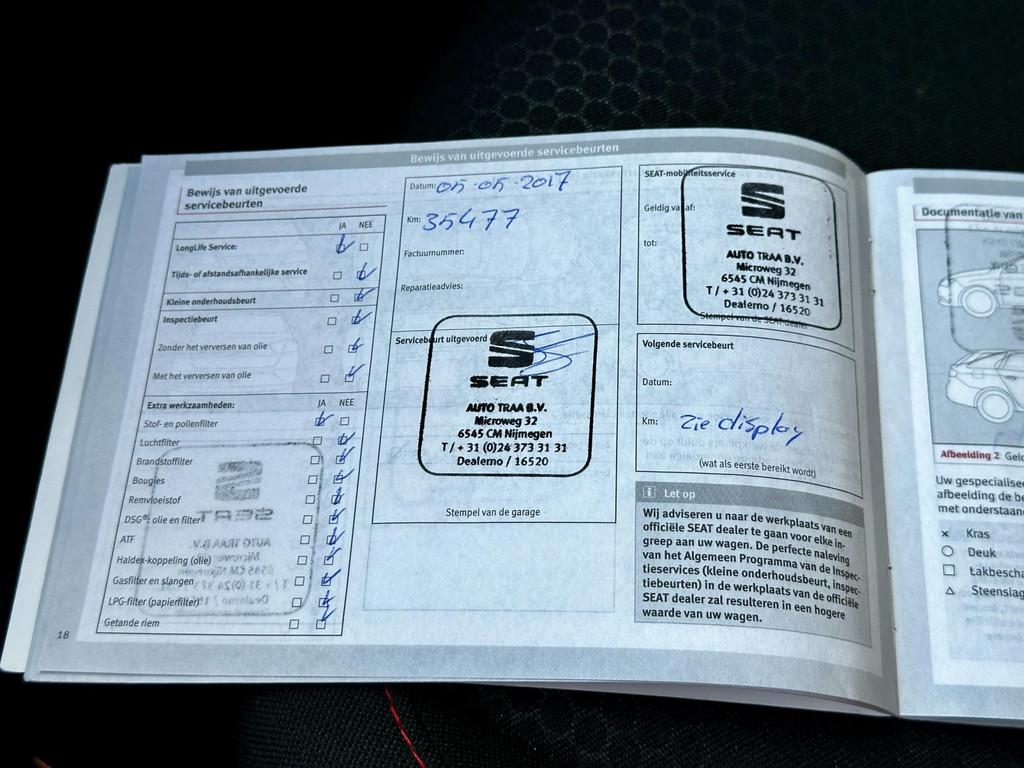 Bewijs van uitgevoerde servicebeurten
Bewijs van uitgevoerde
servicebeurten
JA NEE
LongLife Service:
Tijds- of afstandsafhankelijke service
Kleine onderhoudsbeurt
Inspectiebeurt
Zonder het verversen van olie
Met het verversen van olie
Extra werkzaamheden: JA NEE
Stof- en pollenfilter
Luchtfilter
Brandstoffilter
Bougies
Remvloeistof
DSG®: olie en filter
ATF
Haldex-koppeling (olie)
Gasfilter en slangen
LPG-filter (papierfilter)
Getande riem
18
Datum: 05-05-2017
Km: 35477
Factuurnummer:
Reparatieadvies:
Servicebeurt uitgevoerd
SEAT
AUTO TRAA B.V.
Microweg 32
6545 CM Nijmegen
T / + 31 (0)24 373 31 31
Dealerno / 16520
Stempel van de garage
SEAT-mobiliteitsservice
Geldig vanaf:
tot:
SEAT
AUTO TRAA B.V.
Microweg 32
6545 CM Nijmegen
T / + 31 (0)24 373 31 31
Dealerno / 16520
Stempel van de SEAT-dealer
Volgende servicebeurt
Datum:
Km: zie display
(wat als eerste bereikt wordt)
i Let op
Wij adviseren u naar de werkplaats van een
officiële SEAT dealer te gaan voor elke in-
greep aan uw wagen. De perfecte naleving
van het Algemeen Programma van de Inspec-
tieservices (kleine onderhoudsbeurt, inspec-
tiebeurten) in de werkplaats van de officiële
SEAT dealer zal resulteren in een hogere
waarde van uw wagen.
Documentatie van
Afbeelding 2
Uw gespecialisee
afbeelding de be
met onderstaan
x Kras
○ Deuk
□ Lakbescha
△ Steenslag